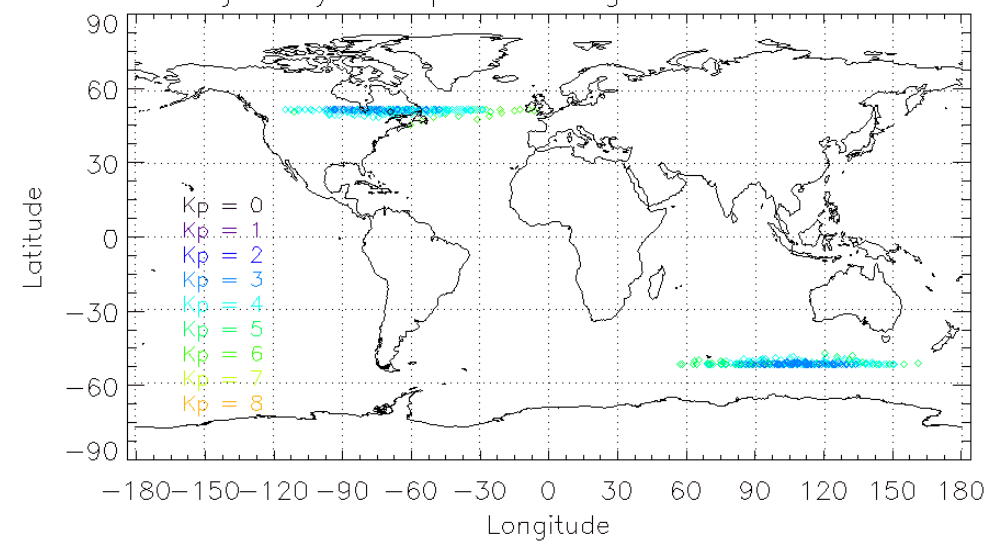 90
60
30
0
−30
−60
−90
Latitude
Kp = 0
Kp = 1
Kp = 2
Kp = 3
Kp = 4
Kp = 5
Kp = 6
Kp = 7
Kp = 8
−180 −150 −120 −90 −60 −30 0 30 60 90 120 150 180
Longitude